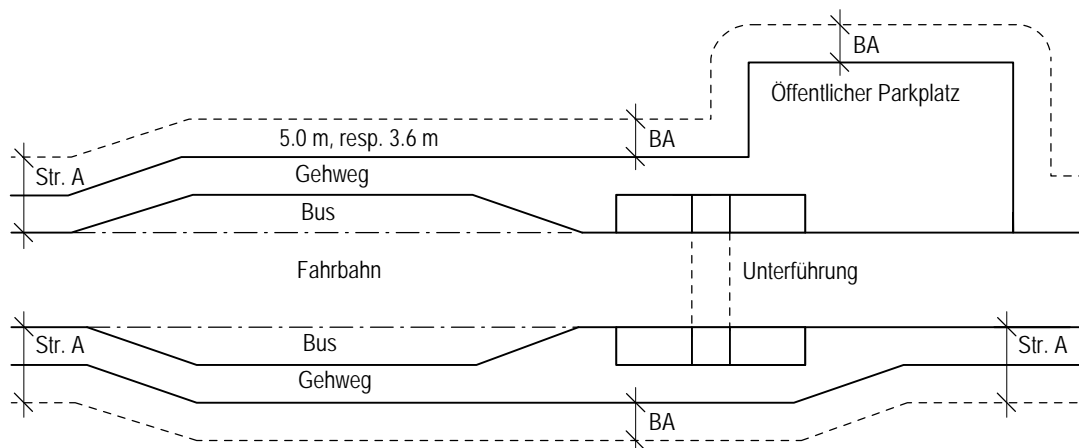 BA
Öffentlicher Parkplatz
5.0 m, resp. 3.6 m
BA
Str. A
Gehweg
Bus
Fahrbahn
Unterführung
Str. A
Bus
Str. A
Gehweg
BA